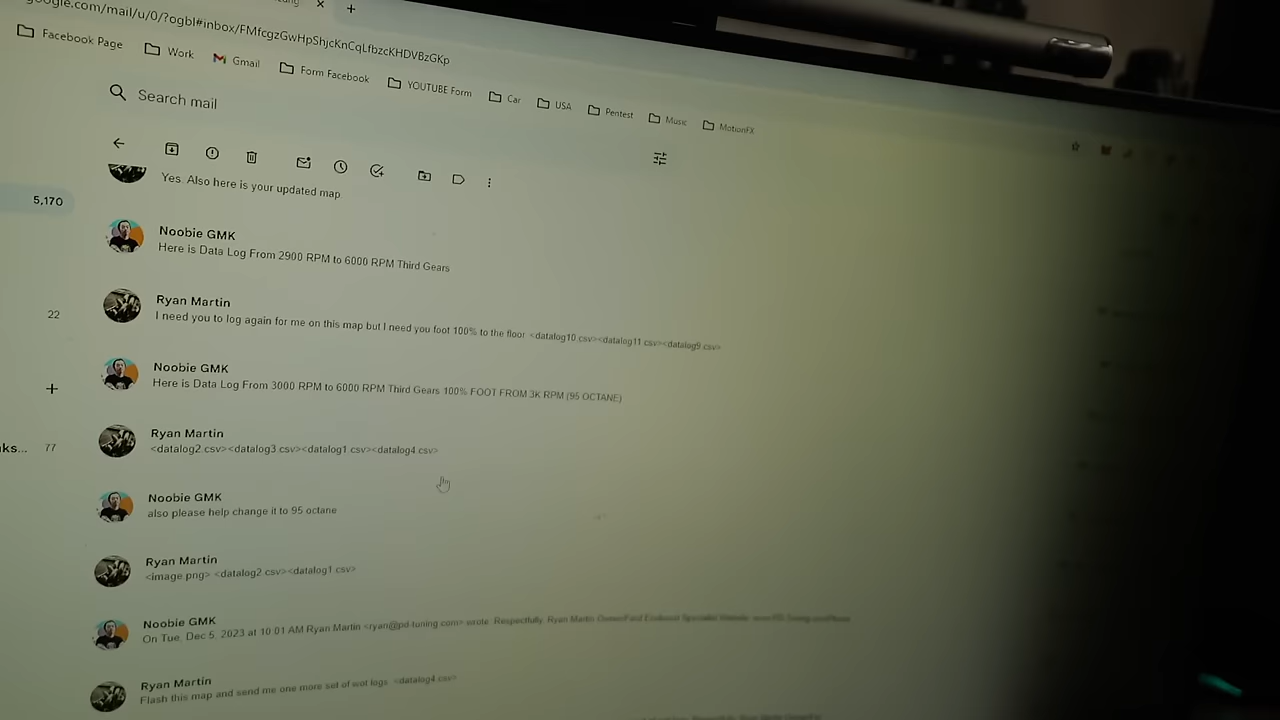 google.com/mail/u/0/?ogbl#inbox/FMfcgzGwHpShjcKnCqLfbzcKHDVBzGKp
Facebook Page
Work
Gmail
Form Facebook
YOUTUBE Form
Car
USA
Pentest
Music
MotionFX
Search mail
Yes. Also here is your updated map
5,170
Noobie GMK
Here is Data Log From 2900 RPM to 6000 RPM Third Gears
Ryan Martin
22
I need you to log again for me on this map but I need you foot 100% to the floor <datalog10.csv><datalog11.csv><datalog9.csv>
Noobie GMK
Here is Data Log From 3000 RPM to 6000 RPM Third Gears 100% FOOT FROM 3K RPM (95 OCTANE)
Ryan Martin
77
<datalog2.csv><datalog3.csv><datalog1.csv><datalog4.csv>
Noobie GMK
also please help change it to 95 octane
Ryan Martin
<image.png> <datalog2.csv><datalog1.csv>
Noobie GMK
On Tue, Dec 5, 2023 at 10:01 AM Ryan Martin <ryan@pd-tuning.com> wrote: Respectfully, Ryan Martin
Ryan Martin
Flash this map and send me one more set of wot logs. <datalog4.csv>